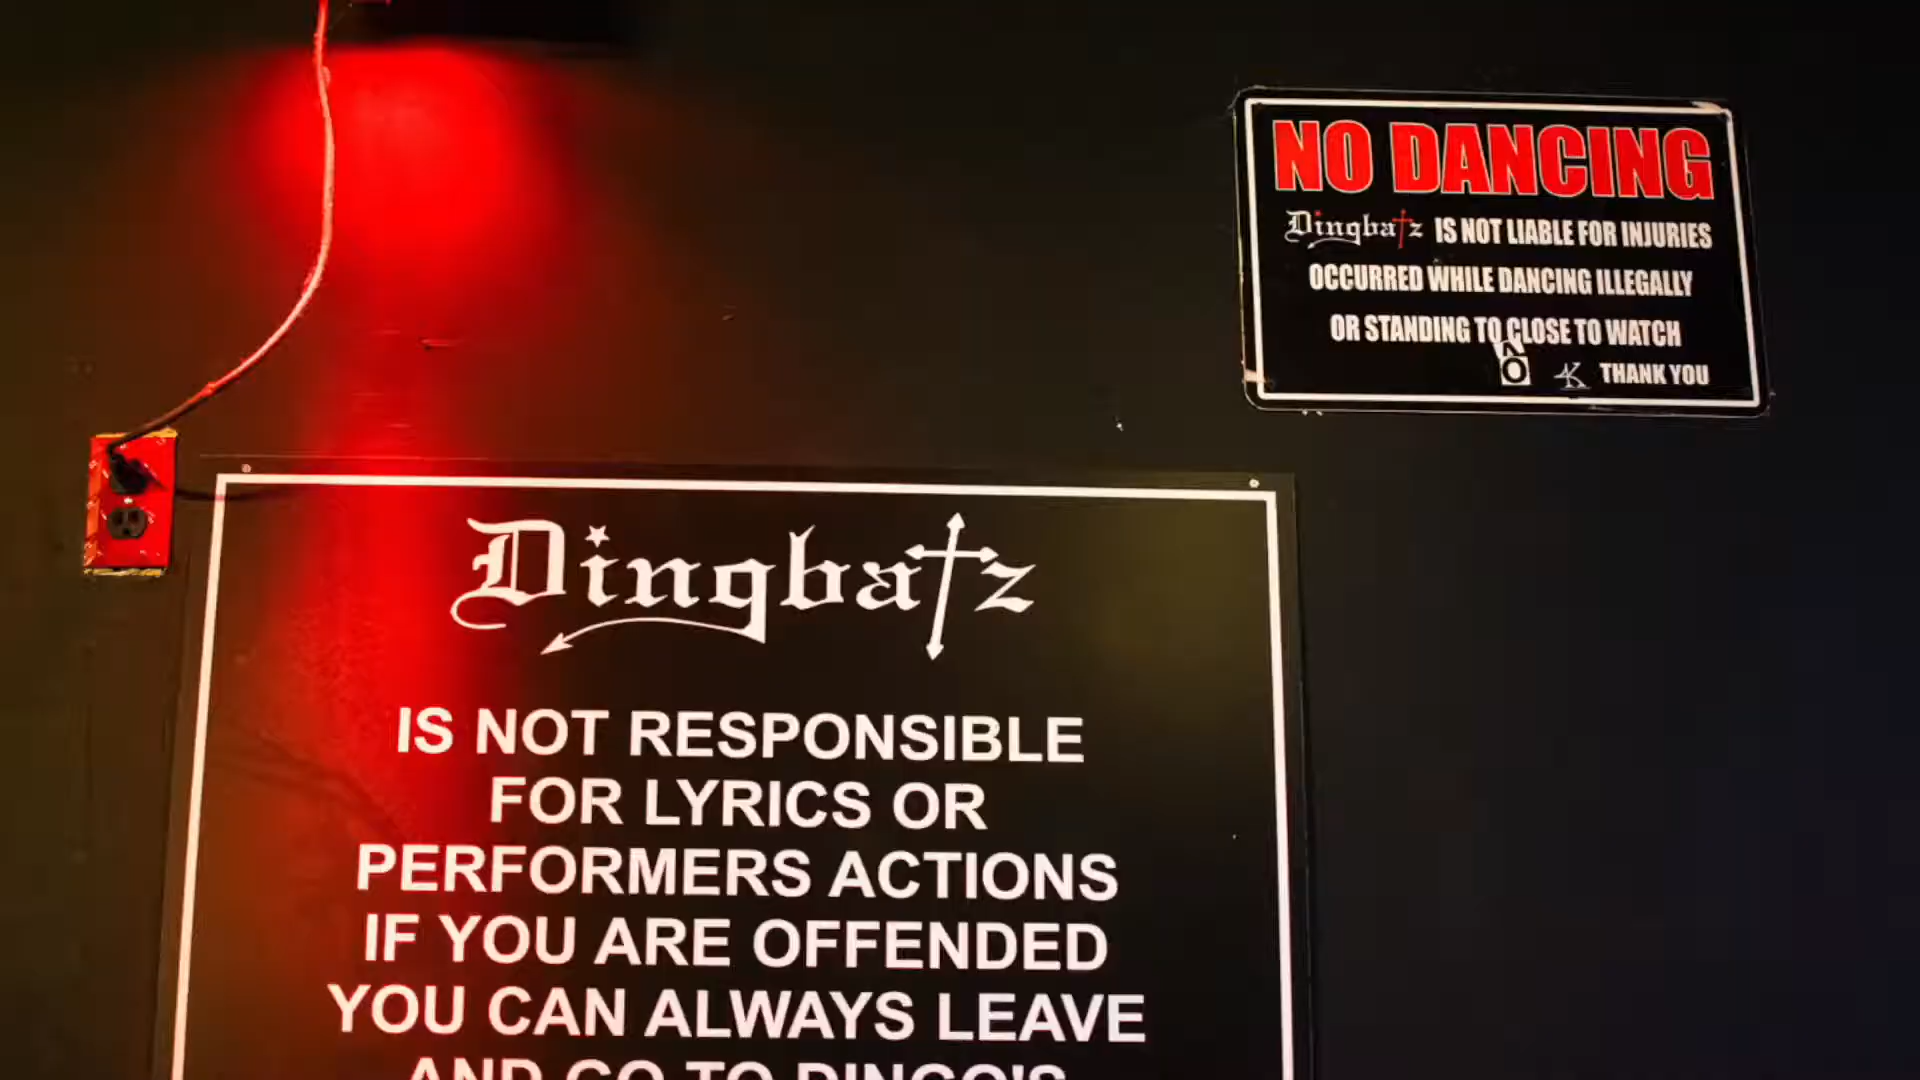 NO DANCING
Dingbatz IS NOT LIABLE FOR INJURIES
OCCURRED WHILE DANCING ILLEGALLY
OR STANDING TO CLOSE TO WATCH
^
O
THANK YOU
Dingbatz
IS NOT RESPONSIBLE
FOR LYRICS OR
PERFORMERS ACTIONS
IF YOU ARE OFFENDED
YOU CAN ALWAYS LEAVE
AND GO TO DINGO'S